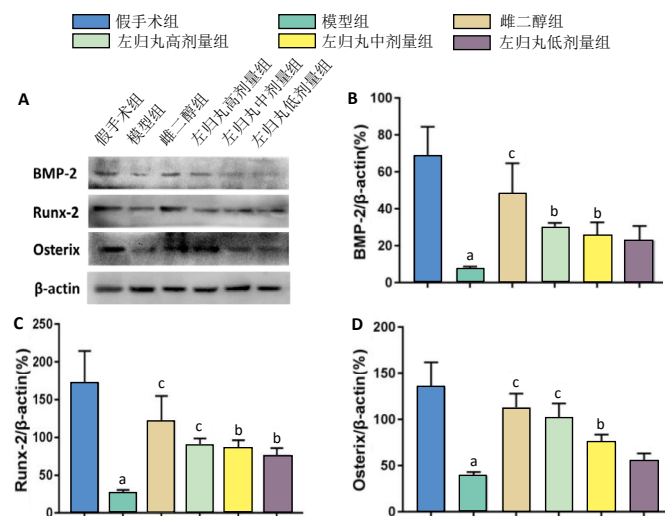 假手术组 模型组 雌二醇组
左归丸高剂量组 左归丸中剂量组 左归丸低剂量组
A
假手术组 模型组 雌二醇组 左归丸高剂量组 左归丸中剂量组 左归丸低剂量组
BMP-2
Runx-2
Osterix
β-actin
B
BMP-2/β-actin(%)
100
80
60
40
20
0
a
c
b
b
C
Runx-2/β-actin(%)
250
200
150
100
50
0
a
c
c
b
b
D
Osterix/β-actin(%)
200
150
100
50
0
a
c
c
b